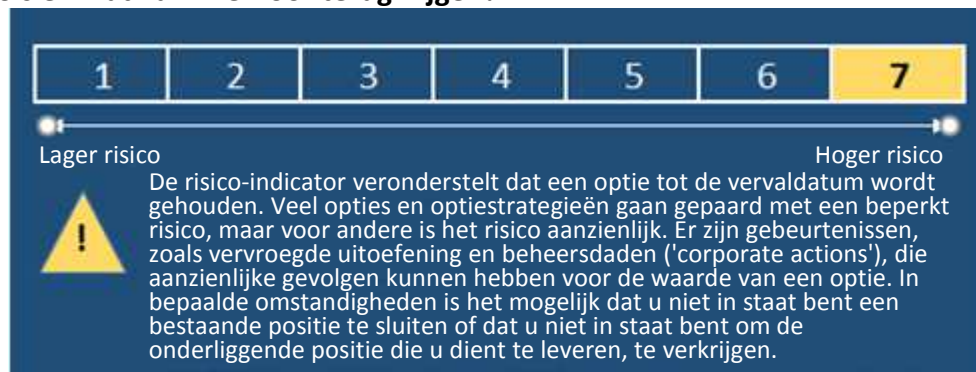 1 2 3 4 5 6 7
Lager risico Hoger risico
De risico-indicator veronderstelt dat een optie tot de vervaldatum wordt
gehouden. Veel opties en optiestrategieën gaan gepaard met een beperkt
risico, maar voor andere is het risico aanzienlijk. Er zijn gebeurtenissen,
zoals vervroegde uitoefening en beheersdaden ('corporate actions'), die
aanzienlijke gevolgen kunnen hebben voor de waarde van een optie. In
bepaalde omstandigheden is het mogelijk dat u niet in staat bent een
bestaande positie te sluiten of dat u niet in staat bent om de
onderliggende positie die u dient te leveren, te verkrijgen.
!